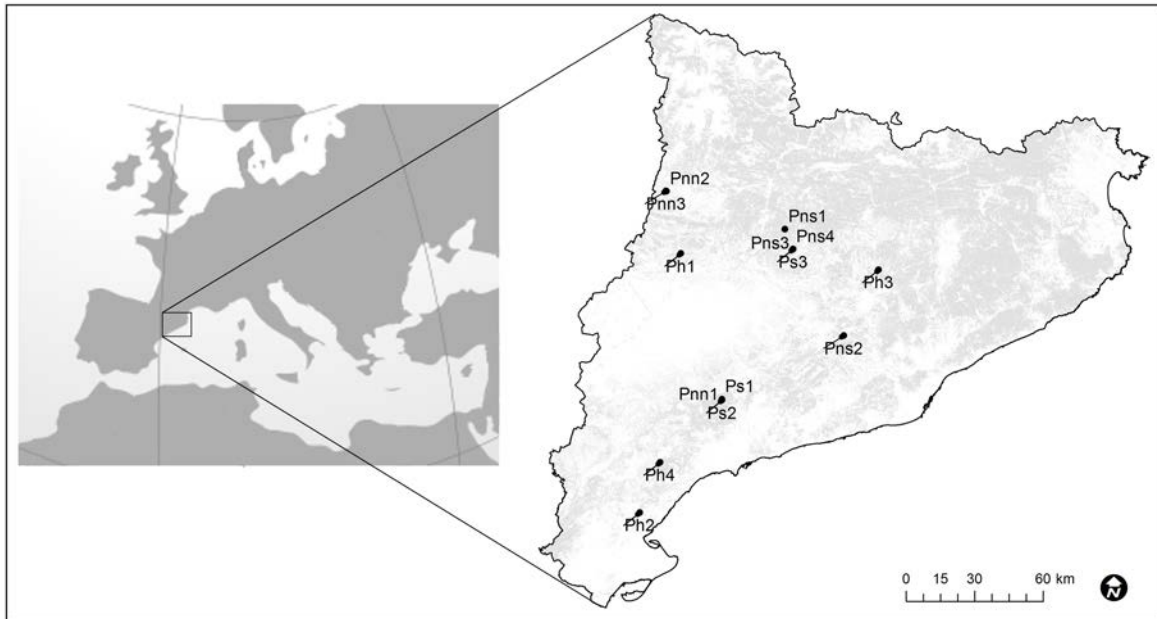 Pnn2
Pnn3
Pns1
Pns3 Pns4
Ps3
Ph1
Ph3
Pns2
Pnn1 Ps1
Ps2
Ph4
Ph2
0 15 30 60 km
N